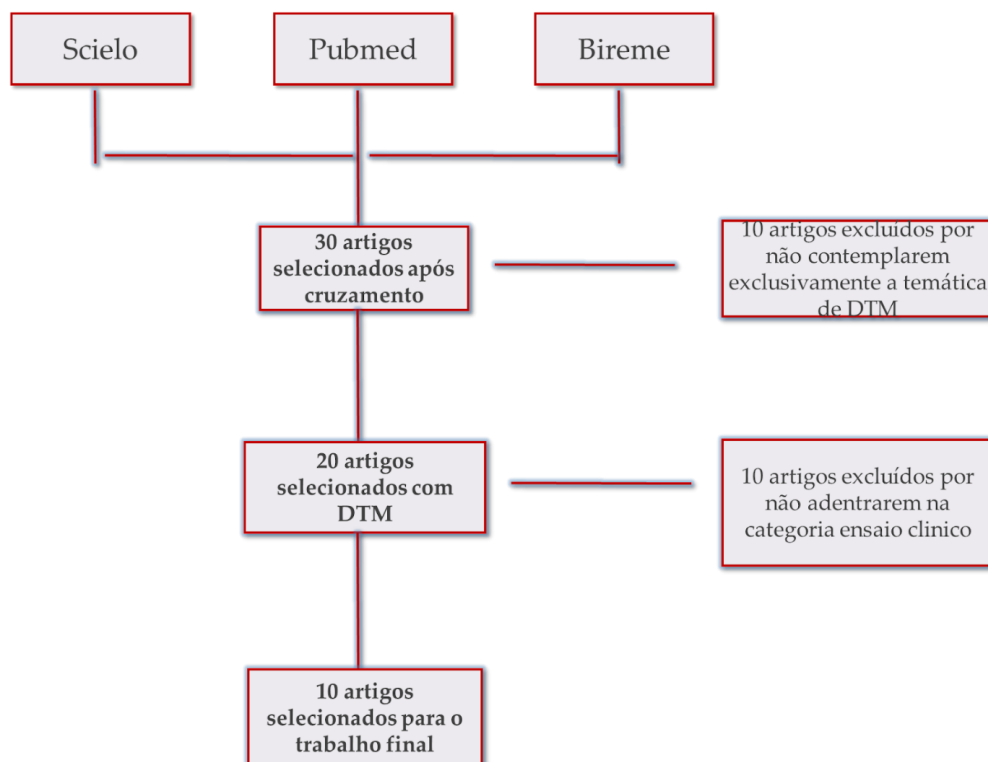 Scielo
Pubmed
Bireme
30 artigos
selecionados após
cruzamento
10 artigos excluídos por
não contemplarem
exclusivamente a temática
de DTM
20 artigos
selecionados com
DTM
10 artigos excluídos por
não adentrarem na
categoria ensaio clinico
10 artigos
selecionados para o
trabalho final